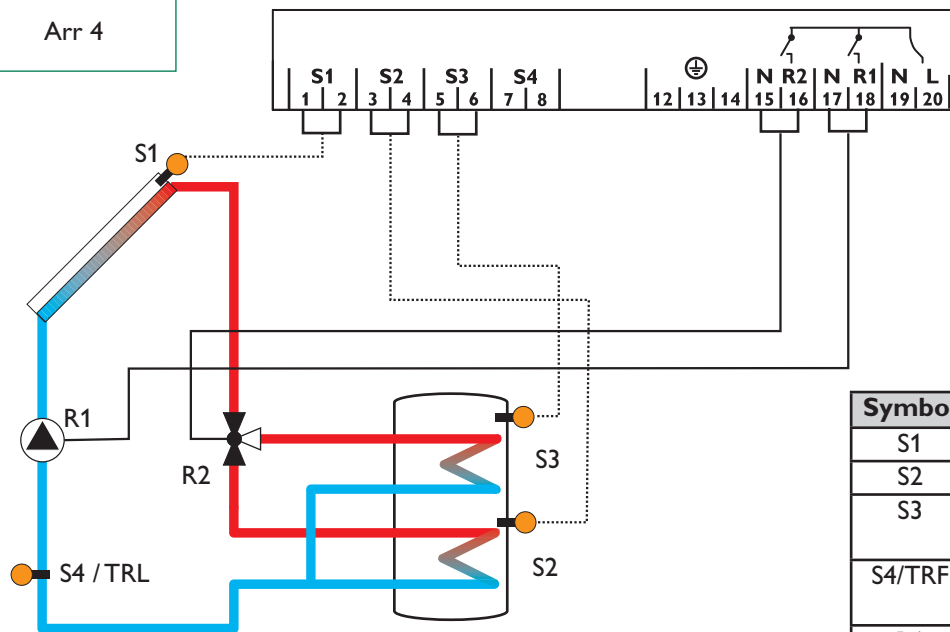 Arr 4
S1 S2 S3 S4 N R2 N R1 N L
1 2 3 4 5 6 7 8 12 13 14 15 16 17 18 19 20
S1
R1
R2
S3
S2
S4 / TRL
Symbo
S1
S2
S3
S4/TRF